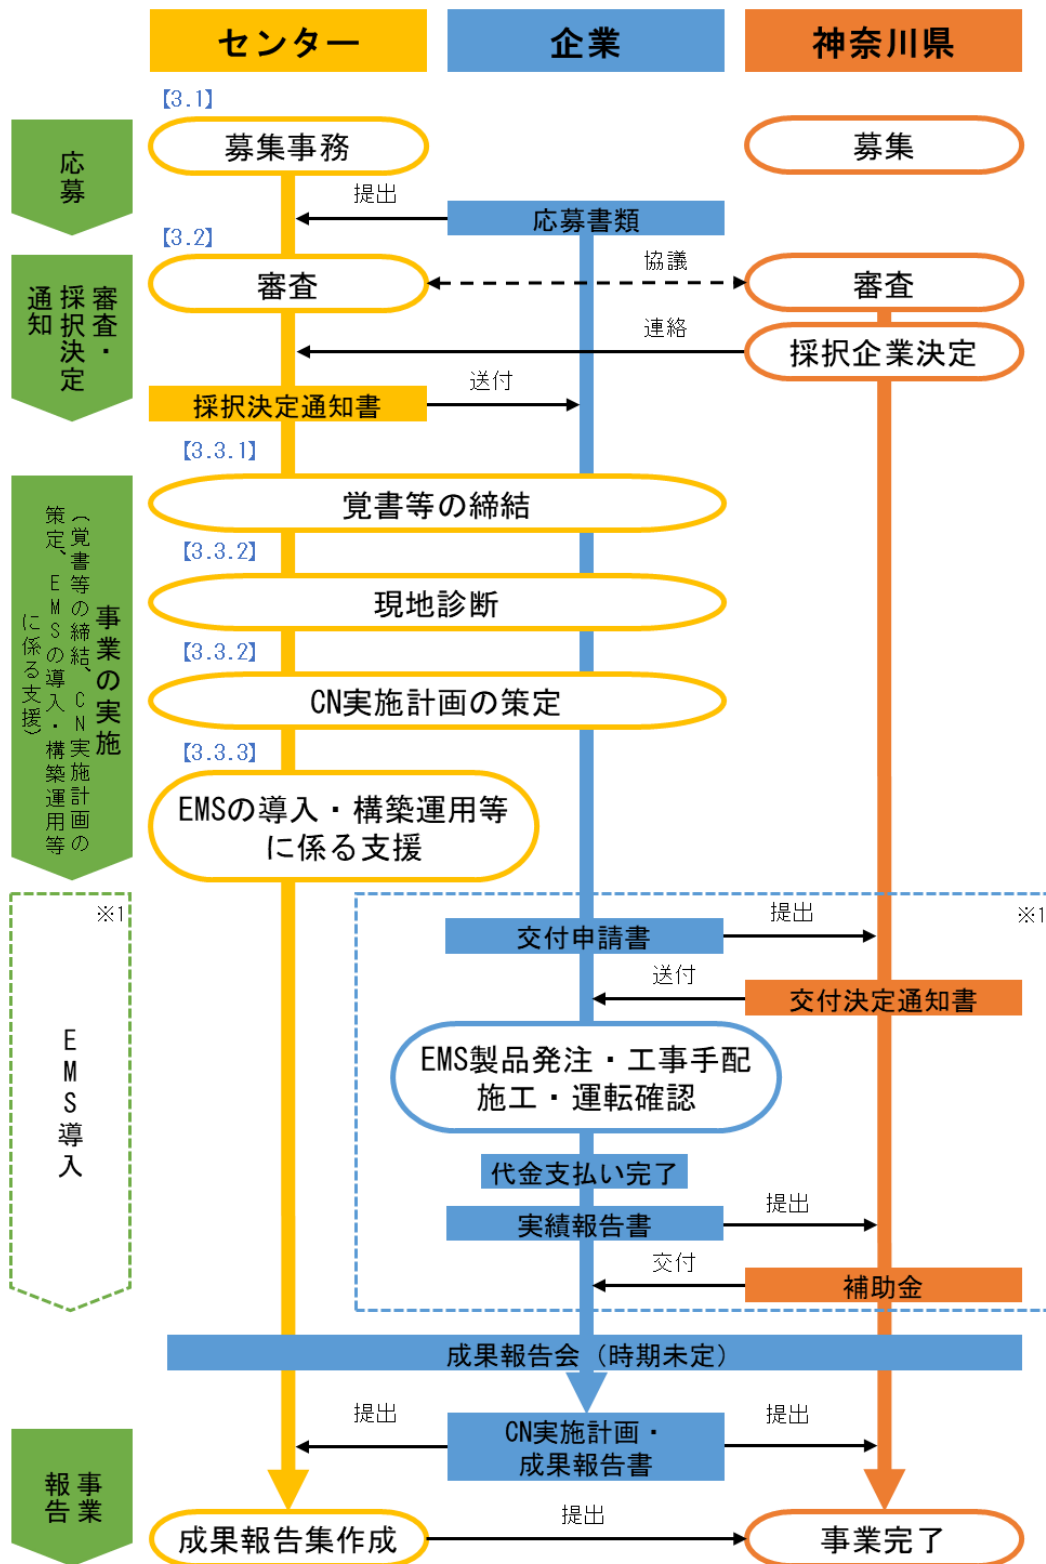 センター
企業
神奈川県
【3.1】
応募
募集事務
募集
提出
応募書類
【3.2】
審査・
採択決定
通知
審査
協議
審査
連絡
採択企業決定
送付
採択決定通知書
【3.3.1】
覚書等の締結
【3.3.2】
現地診断
【3.3.2】
CN実施計画の策定
事業の実施
(覚書等の締結、CN実施計画の
策定、EMSの導入・構築運用等
に係る支援)
【3.3.3】
EMSの導入・構築運用等
に係る支援
※1
※1
EMS導入
提出
交付申請書
送付
交付決定通知書
EMS製品発注・工事手配
施工・運転確認
代金支払い完了
提出
実績報告書
交付
補助金
成果報告会(時期未定)
事業
報告
提出
CN実施計画・
成果報告書
提出
成果報告集作成
提出
事業完了